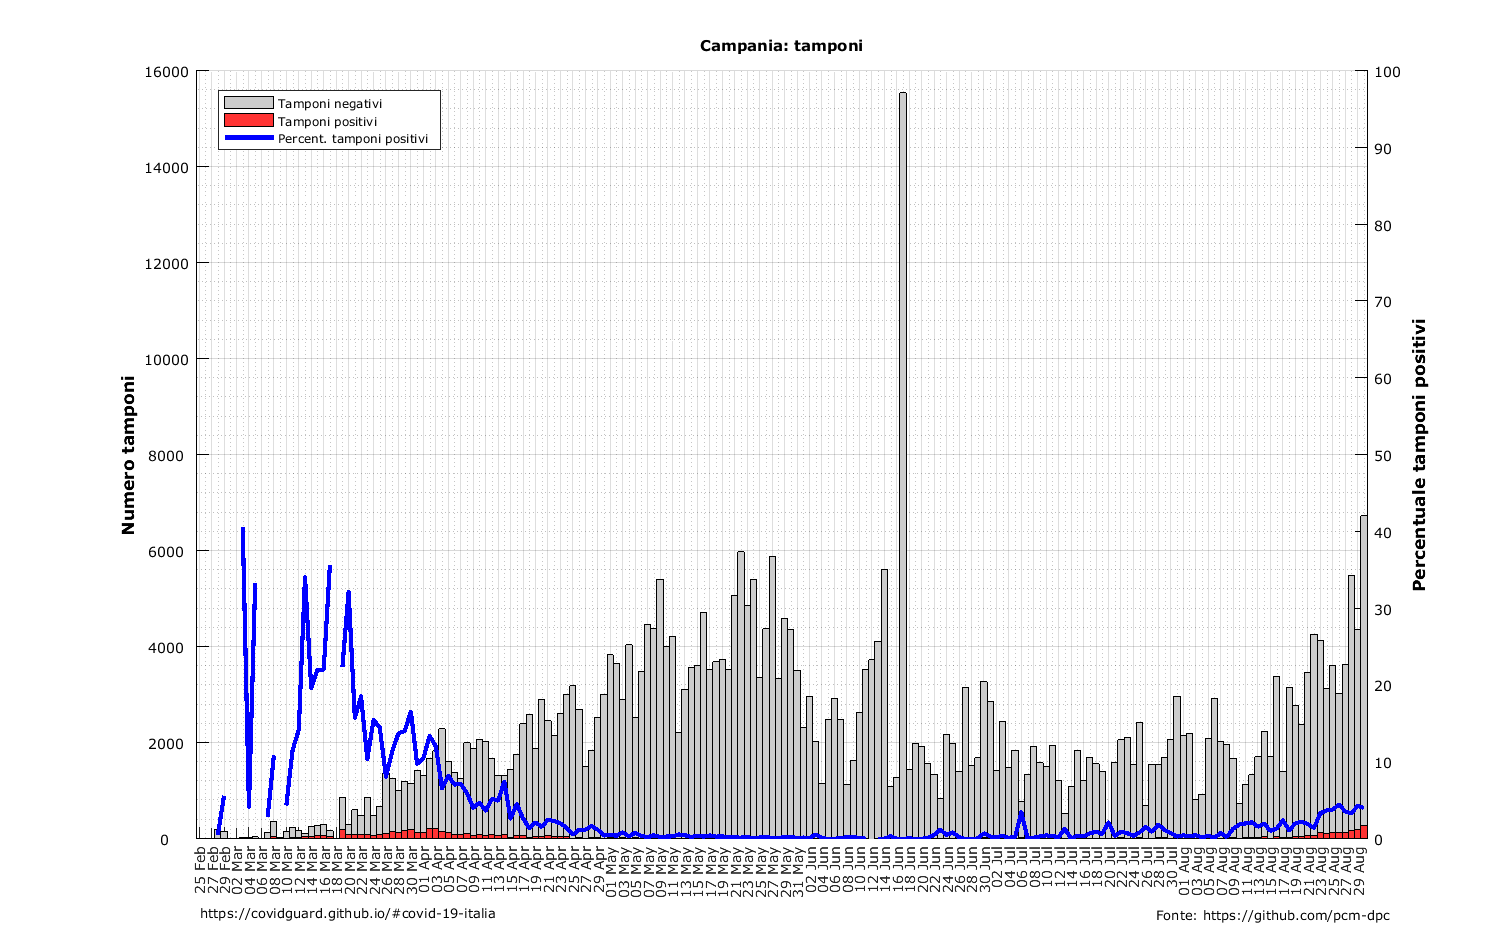 Campania: tamponi
Tamponi negativi
Tamponi positivi
Percent. tamponi positivi
Numero tamponi
16000
14000
12000
10000
8000
6000
4000
2000
0
Percentuale tamponi positivi
100
90
80
70
60
50
40
30
20
10
0
25 Feb
27 Feb
29 Feb
02 Mar
04 Mar
06 Mar
08 Mar
10 Mar
12 Mar
14 Mar
16 Mar
18 Mar
20 Mar
22 Mar
24 Mar
26 Mar
28 Mar
30 Mar
01 Apr
03 Apr
05 Apr
07 Apr
09 Apr
11 Apr
13 Apr
15 Apr
17 Apr
19 Apr
21 Apr
23 Apr
25 Apr
27 Apr
29 Apr
01 May
03 May
05 May
07 May
09 May
11 May
13 May
15 May
17 May
19 May
21 May
23 May
25 May
27 May
29 May
31 May
02 Jun
04 Jun
06 Jun
08 Jun
10 Jun
12 Jun
14 Jun
16 Jun
18 Jun
20 Jun
22 Jun
24 Jun
26 Jun
28 Jun
30 Jun
02 Jul
04 Jul
06 Jul
08 Jul
10 Jul
12 Jul
14 Jul
16 Jul
18 Jul
20 Jul
22 Jul
24 Jul
26 Jul
28 Jul
30 Jul
01 Aug
03 Aug
05 Aug
07 Aug
09 Aug
11 Aug
13 Aug
15 Aug
17 Aug
19 Aug
21 Aug
23 Aug
25 Aug
27 Aug
29 Aug
https://covidguard.github.io/#covid-19-italia
Fonte: https://github.com/pcm-dpc